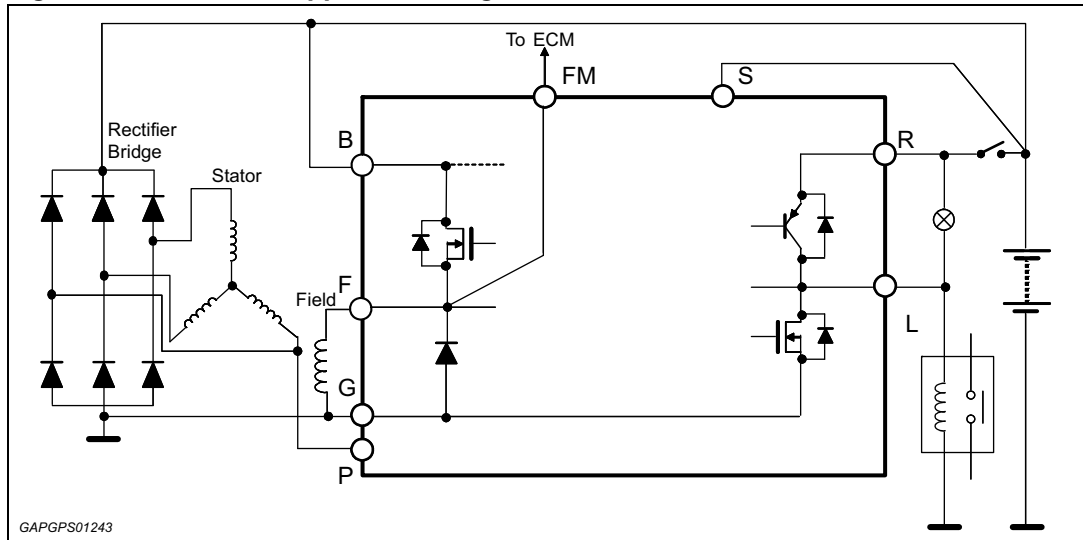 To ECM
FM
S
B
R
Rectifier
Bridge
Stator
F
Field
L
G
P
GAPGPS01243